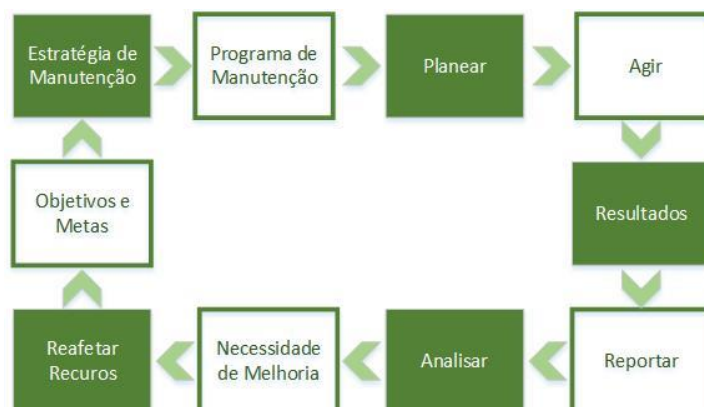 Estratégia de
Manutenção
Programa de
Manutenção
Planear
Agir
Objetivos e
Metas
Resultados
Reafetar
Recuros
Necessidade
de Melhoria
Analisar
Reportar